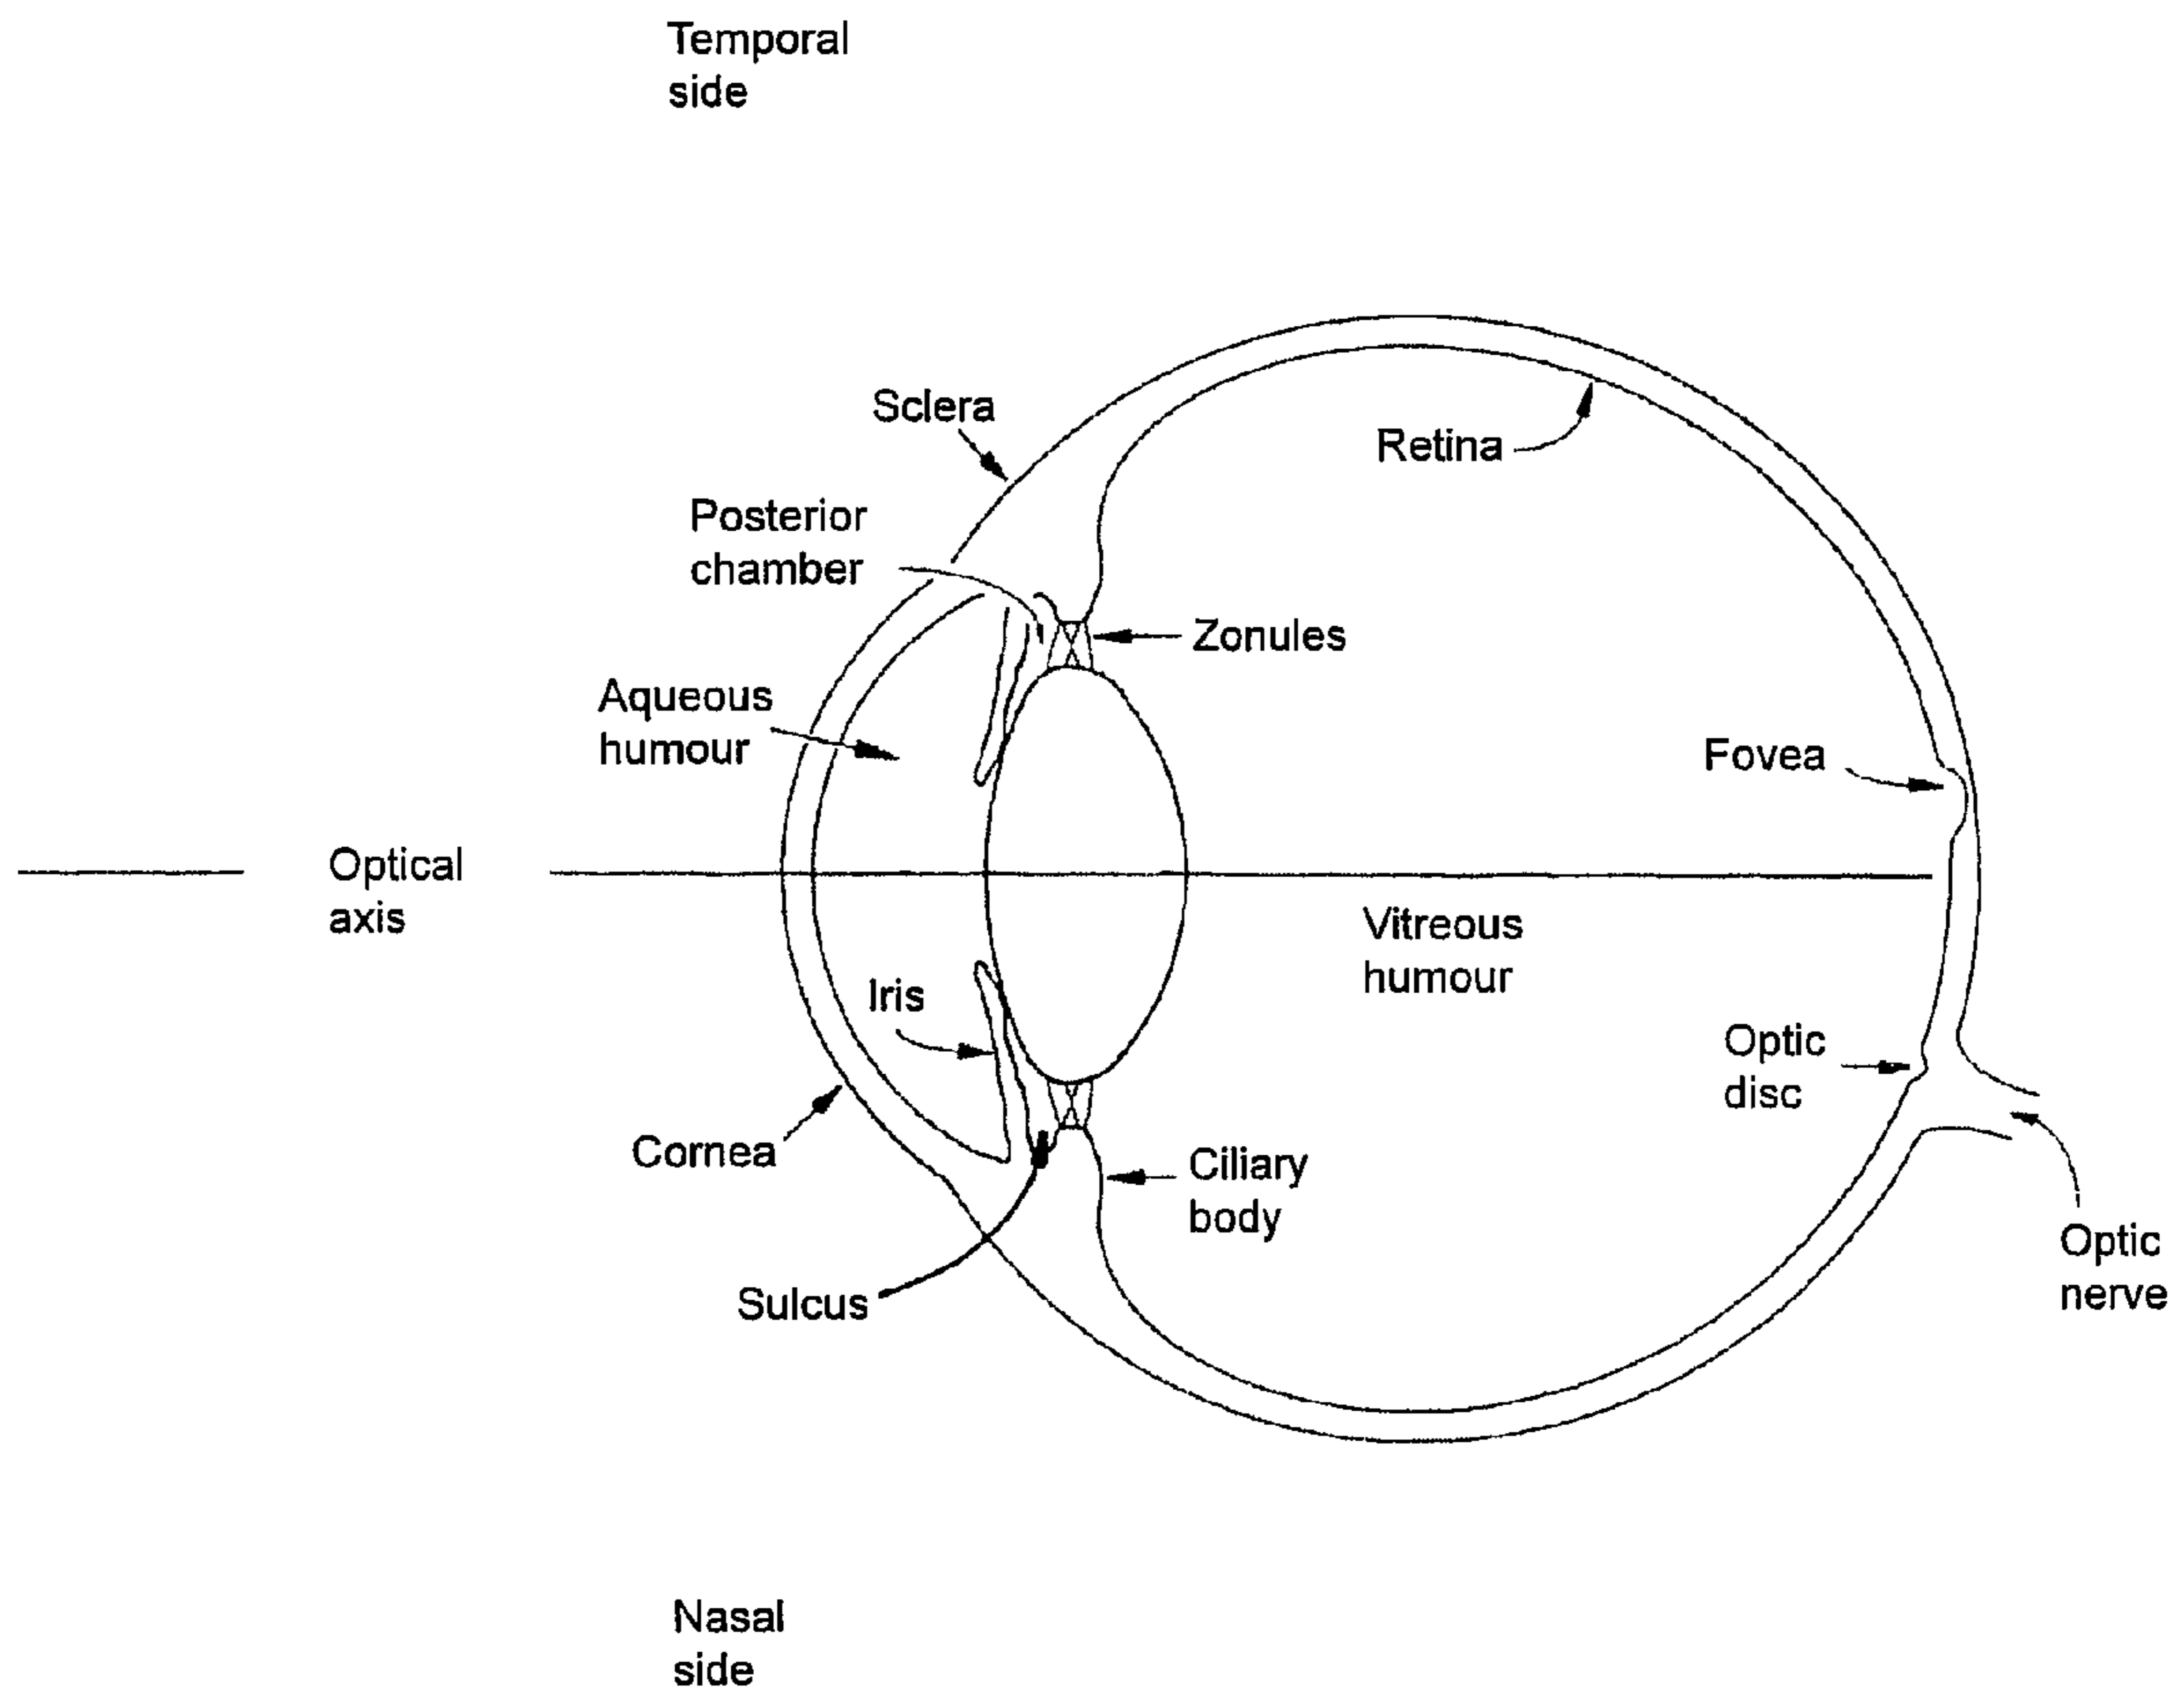 Temporal
side
Sclera
Retina
Posterior
chamber
Zonules
Aqueous
humour
Fovea
Optical
axis
Vitreous
humour
Iris
Optic
disc
Cornea
Ciliary
body
Optic
nerve
Sulcus
Nasal
side